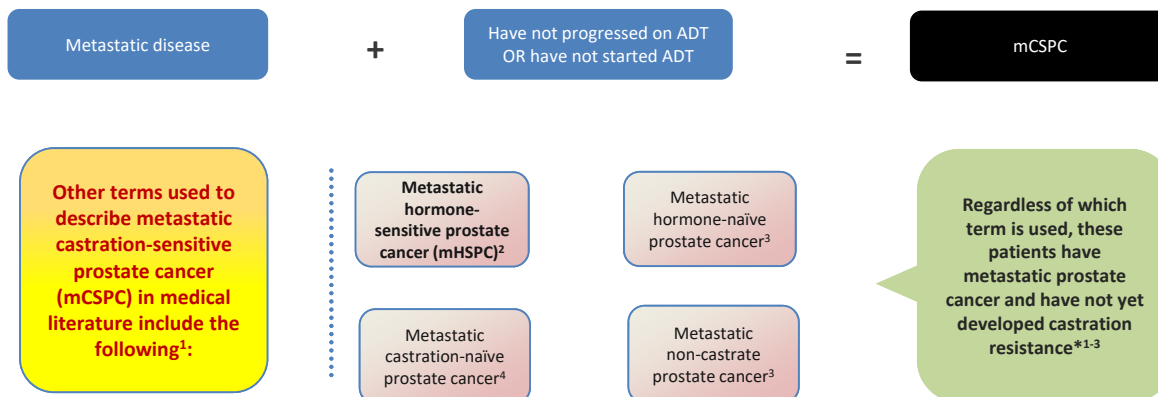 Metastatic disease
+
Have not progressed on ADT
OR have not started ADT
=
mCSPC
Other terms used to
describe metastatic
castration-sensitive
prostate cancer
(mCSPC) in medical
literature include the
following¹:
Metastatic
hormone-
sensitive prostate
cancer (mHSPC)²
Metastatic
hormone-naïve
prostate cancer³
Metastatic
castration-naïve
prostate cancer⁴
Metastatic
non-castrate
prostate cancer³
Regardless of which
term is used, these
patients have
metastatic prostate
cancer and have not yet
developed castration
resistance*¹⁻³